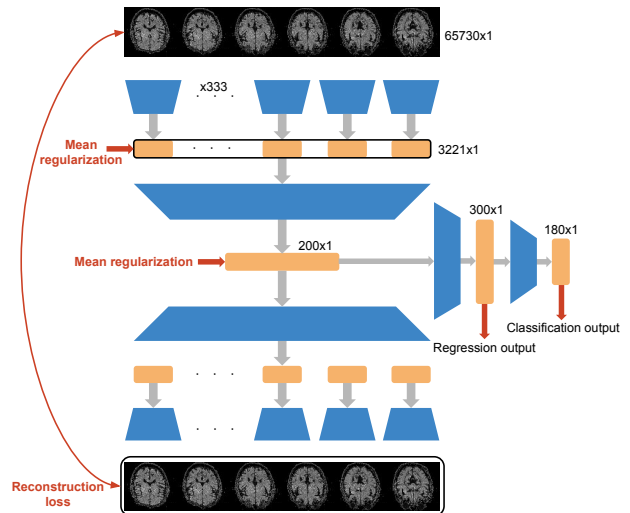 65730x1
x333
. . .
Mean
regularization
. . .
3221x1
300x1
180x1
200x1
Mean regularization
Classification output
Regression output
. . .
. . .
Reconstruction
loss